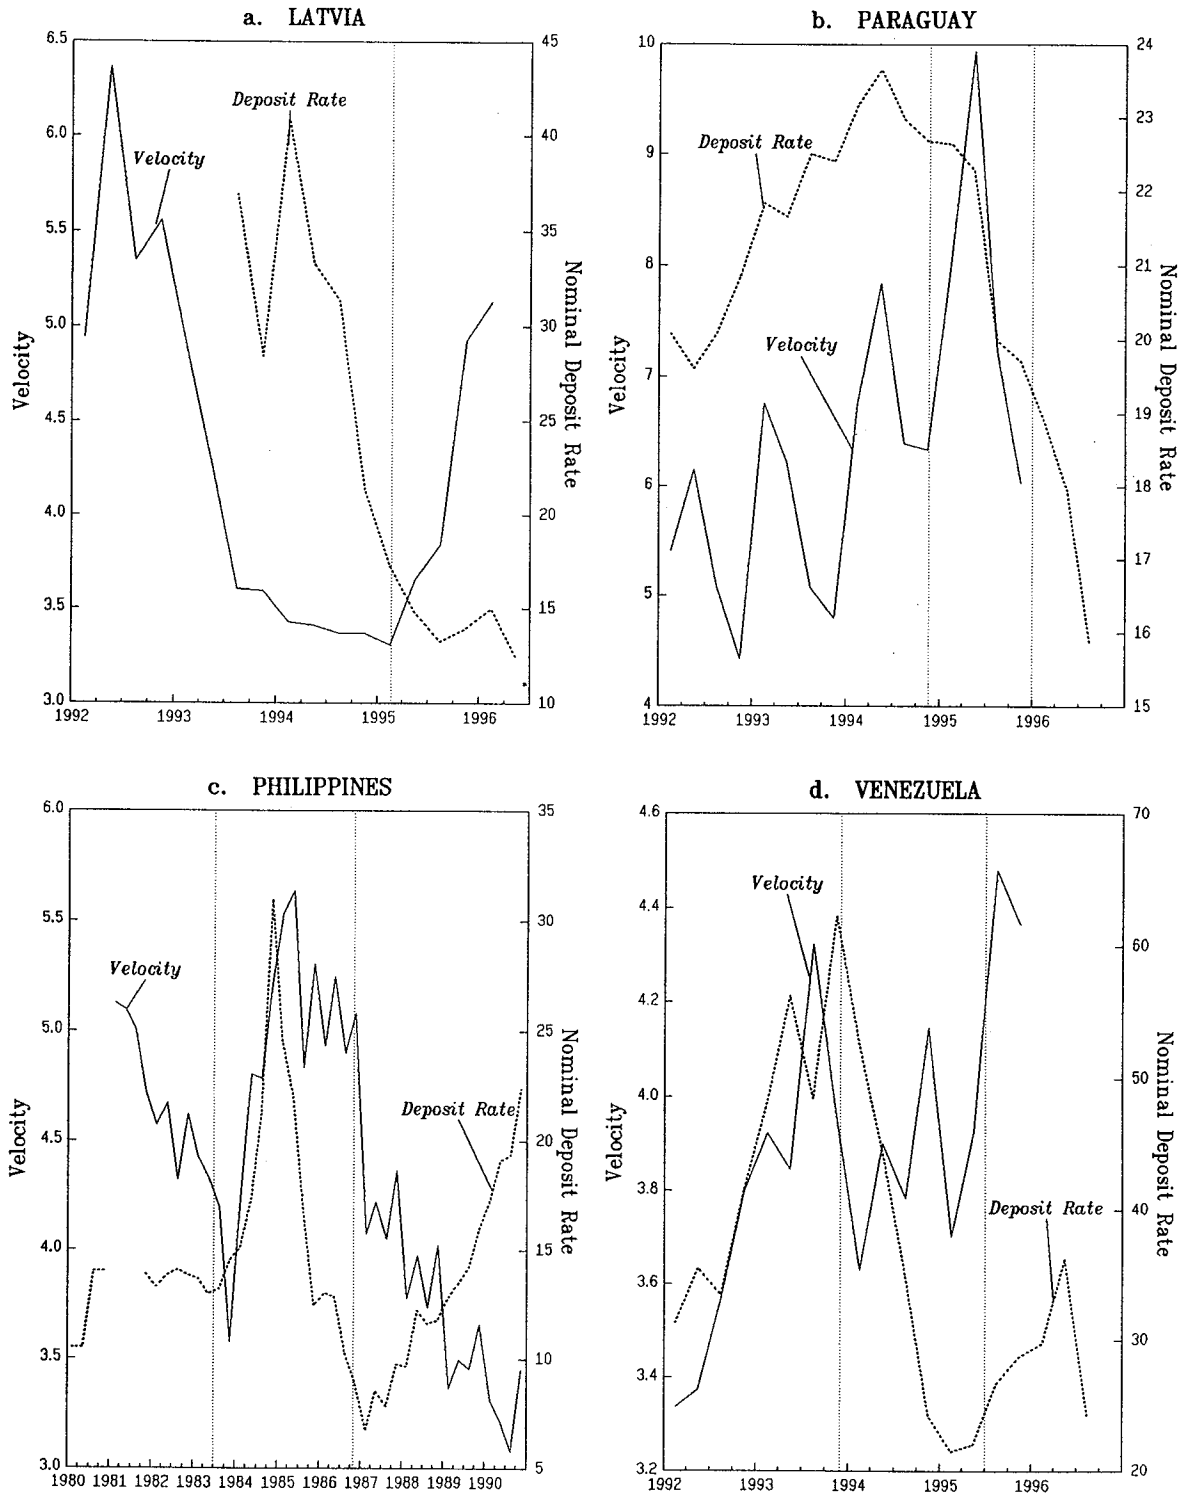 a. LATVIA
6.5
6.0
5.5
5.0
4.5
4.0
3.5
3.0
Velocity
45
40
35
30
25
20
15
10
Nominal Deposit Rate
Deposit Rate
Velocity
1992 1993 1994 1995 1996
b. PARAGUAY
10
9
8
7
6
5
4
Velocity
24
23
22
21
20
19
18
17
16
15
Nominal Deposit Rate
Deposit Rate
Velocity
1992 1993 1994 1995 1996
c. PHILIPPINES
6.0
5.5
5.0
4.5
4.0
3.5
3.0
Velocity
35
30
25
20
15
10
5
Nominal Deposit Rate
Velocity
Deposit Rate
1980 1981 1982 1983 1984 1985 1986 1987 1988 1989 1990
d. VENEZUELA
4.6
4.4
4.2
4.0
3.8
3.6
3.4
3.2
Velocity
70
60
50
40
30
20
Nominal Deposit Rate
Velocity
Deposit Rate
1992 1993 1994 1995 1996